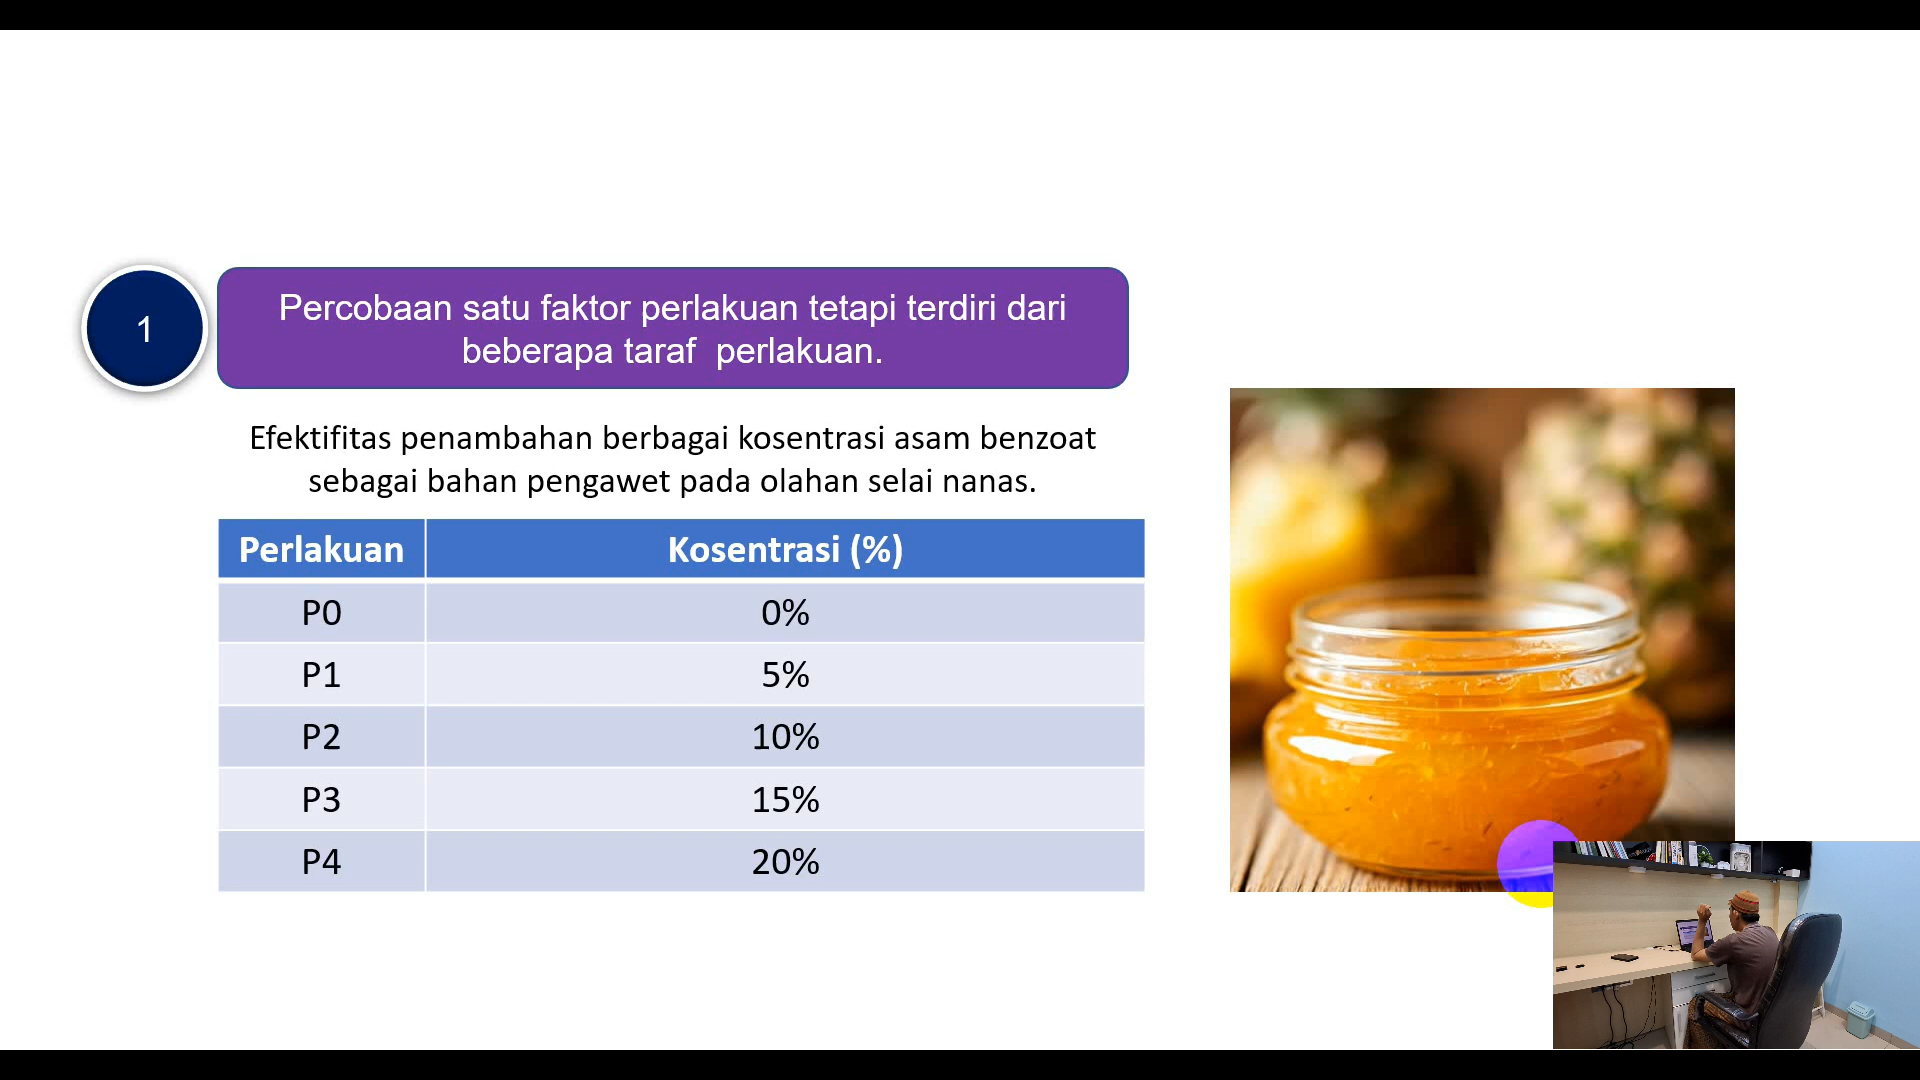 1
Percobaan satu faktor perlakuan tetapi terdiri dari
beberapa taraf perlakuan.
Efektifitas penambahan berbagai kosentrasi asam benzoat
sebagai bahan pengawet pada olahan selai nanas.
Perlakuan Kosentrasi (%)
P0 0%
P1 5%
P2 10%
P3 15%
P4 20%